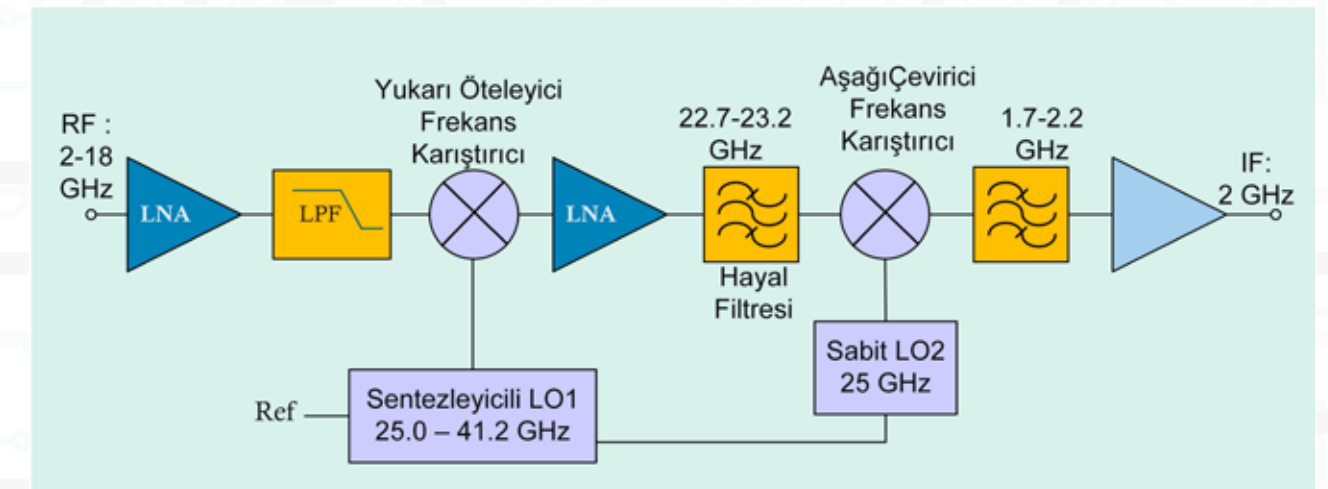 RF :
2-18
GHz
LNA
LPF
Yukarı Öteleyici
Frekans
Karıştırıcı
LNA
22.7-23.2
GHz
Hayal
Filtresi
AşağıÇevirici
Frekans
Karıştırıcı
1.7-2.2
GHz
IF:
2 GHz
Ref
Sentezleyicili LO1
25.0 – 41.2 GHz
Sabit LO2
25 GHz